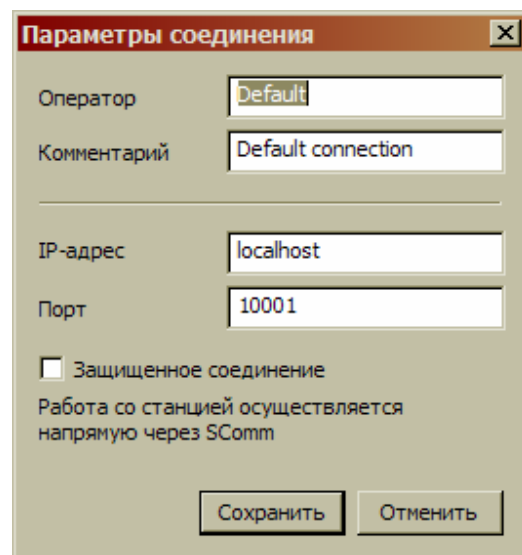 Параметры соединения
Оператор Default
Комментарий Default connection
IP-адрес localhost
Порт 10001
Защищенное соединение
Работа со станцией осуществляется
напрямую через SComm
Сохранить Отменить